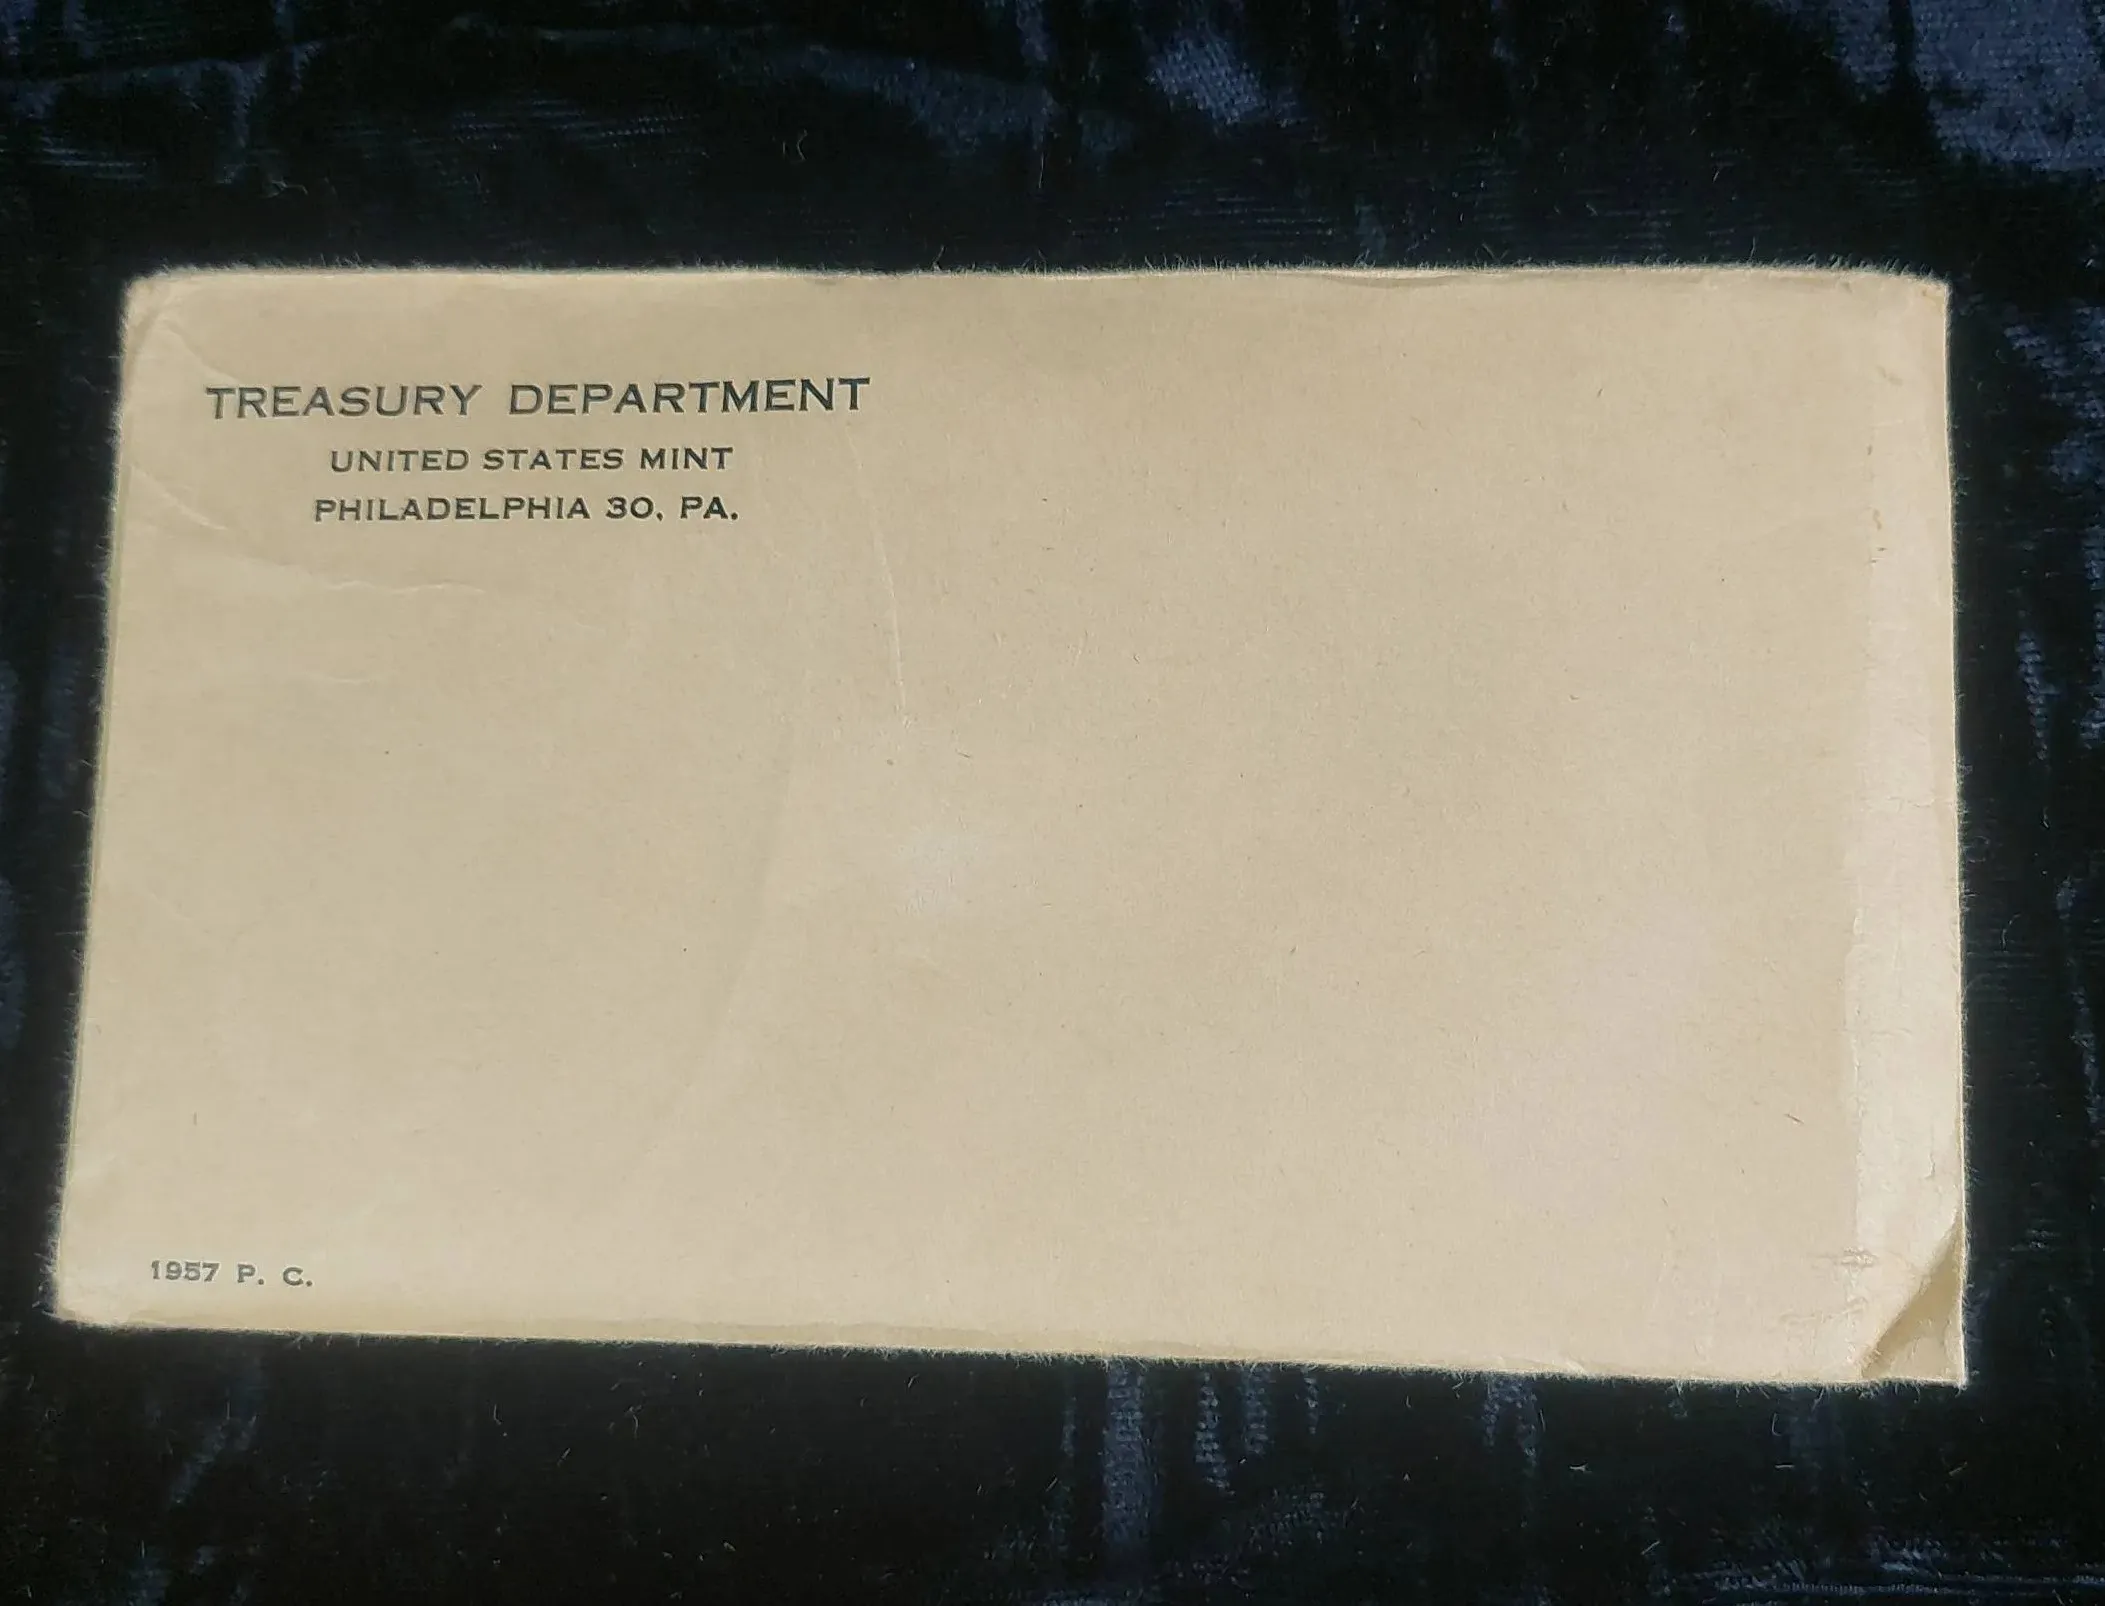 TREASURY DEPARTMENT
UNITED STATES MINT
PHILADELPHIA 30, PA.
1957 P. C.